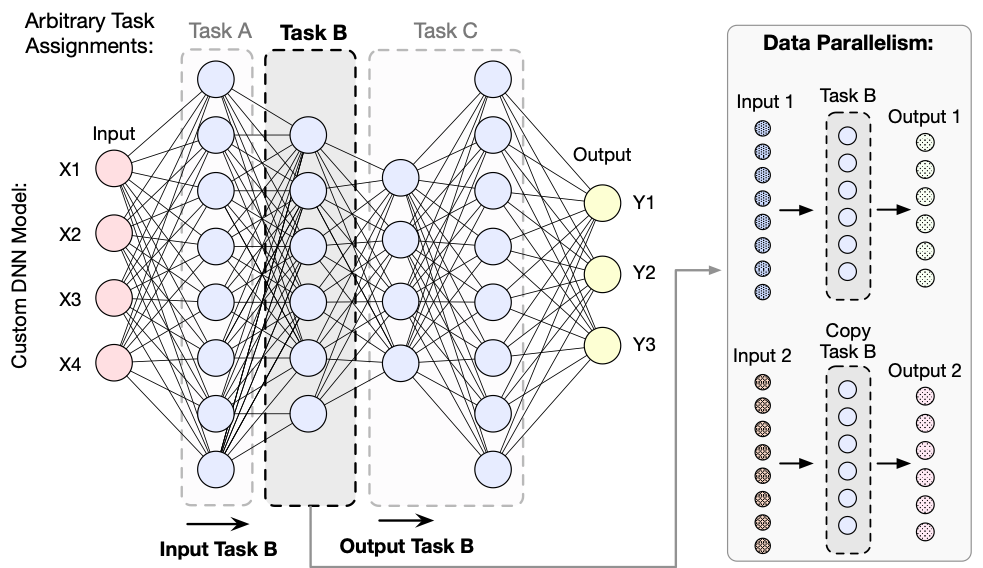 Arbitrary Task
Assignments:
Task A
Task B
Task C
Custom DNN Model:
Input
X1
X2
X3
X4
Output
Y1
Y2
Y3
Input Task B
Output Task B
Data Parallelism:
Input 1
Task B
Output 1
Input 2
Copy
Task B
Output 2